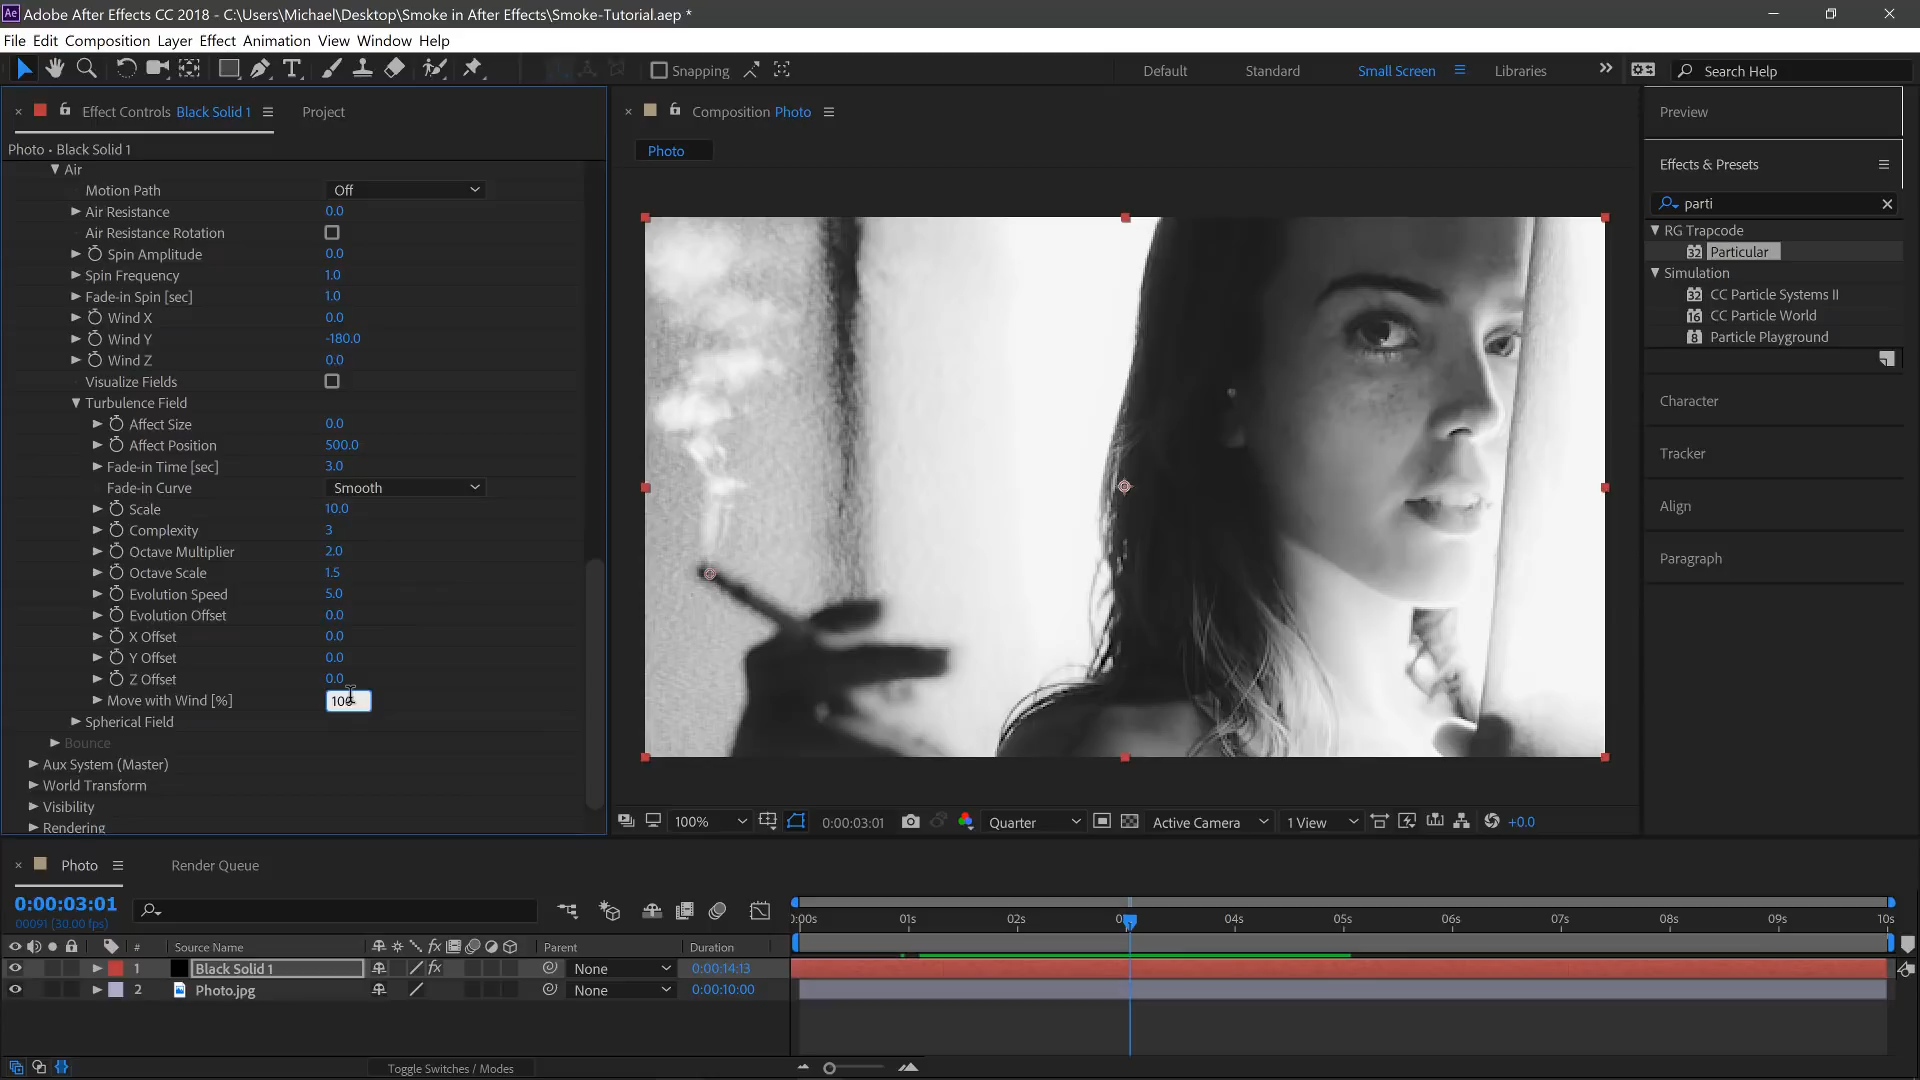 Adobe After Effects CC 2018 - C:\Users\Michael\Desktop\Smoke in After Effects\Smoke-Tutorial.aep *
File Edit Composition Layer Effect Animation View Window Help
Snapping
Default Standard Small Screen Libraries Search Help
Effect Controls Black Solid 1 Project
Photo • Black Solid 1
Air
Motion Path Off
Air Resistance 0.0
Air Resistance Rotation
Spin Amplitude 0.0
Spin Frequency 1.0
Fade-in Spin [sec] 1.0
Wind X 0.0
Wind Y -180.0
Wind Z 0.0
Visualize Fields
Turbulence Field
Affect Size 0.0
Affect Position 500.0
Fade-in Time [sec] 3.0
Fade-in Curve Smooth
Scale 10.0
Complexity 3
Octave Multiplier 2.0
Octave Scale 1.5
Evolution Speed 5.0
Evolution Offset 0.0
X Offset 0.0
Y Offset 0.0
Z Offset 0.0
Move with Wind [%] 100
Spherical Field
Bounce
Aux System (Master)
World Transform
Visibility
Rendering
Composition Photo
Photo
100% 0:00:03:01 Quarter Active Camera 1 View +0.0
Preview
Effects & Presets
parti
RG Trapcode
32 Particular
Simulation
32 CC Particle Systems II
16 CC Particle World
8 Particle Playground
Character
Tracker
Align
Paragraph
Photo Render Queue
0:00:03:01
00091 (30.00 fps)
0:00s 01s 02s 04s 05s 06s 07s 08s 09s 10s
# Source Name Parent Duration
1 Black Solid 1 None 0:00:14:13
2 Photo.jpg None 0:00:10:00
Toggle Switches / Modes